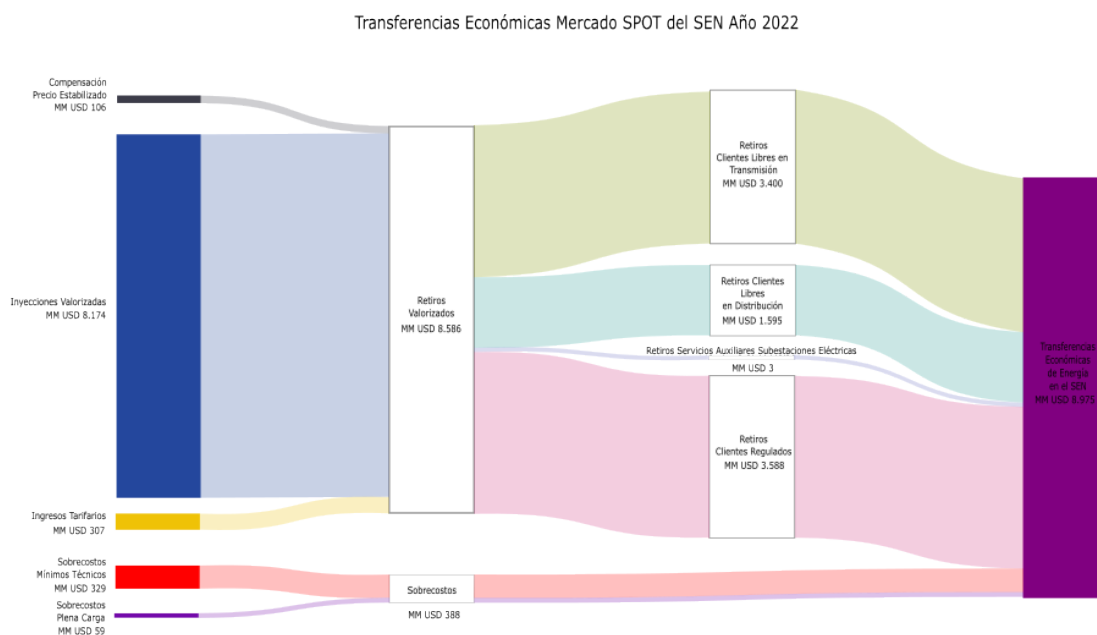 Transferencias Económicas Mercado SPOT del SEN Año 2022
Compensación
Precio Estabilizado
MM USD 106
Inyecciones Valorizadas
MM USD 8.174
Ingresos Tarifarios
MM USD 307
Sobrecostos
Mínimos Técnicos
MM USD 329
Sobrecostos
Plena Carga
MM USD 59
Retiros
Valorizados
MM USD 8.586
Sobrecostos
MM USD 388
Retiros
Clientes Libres en
Transmisión
MM USD 3.400
Retiros Clientes
Libres
en Distribución
MM USD 1.595
Retiros Servicios Auxiliares Subestaciones Eléctricas
MM USD 3
Retiros
Clientes Regulados
MM USD 3.588
Transferencias
Económicas
de Energía
en el SEN
MM USD 8.975